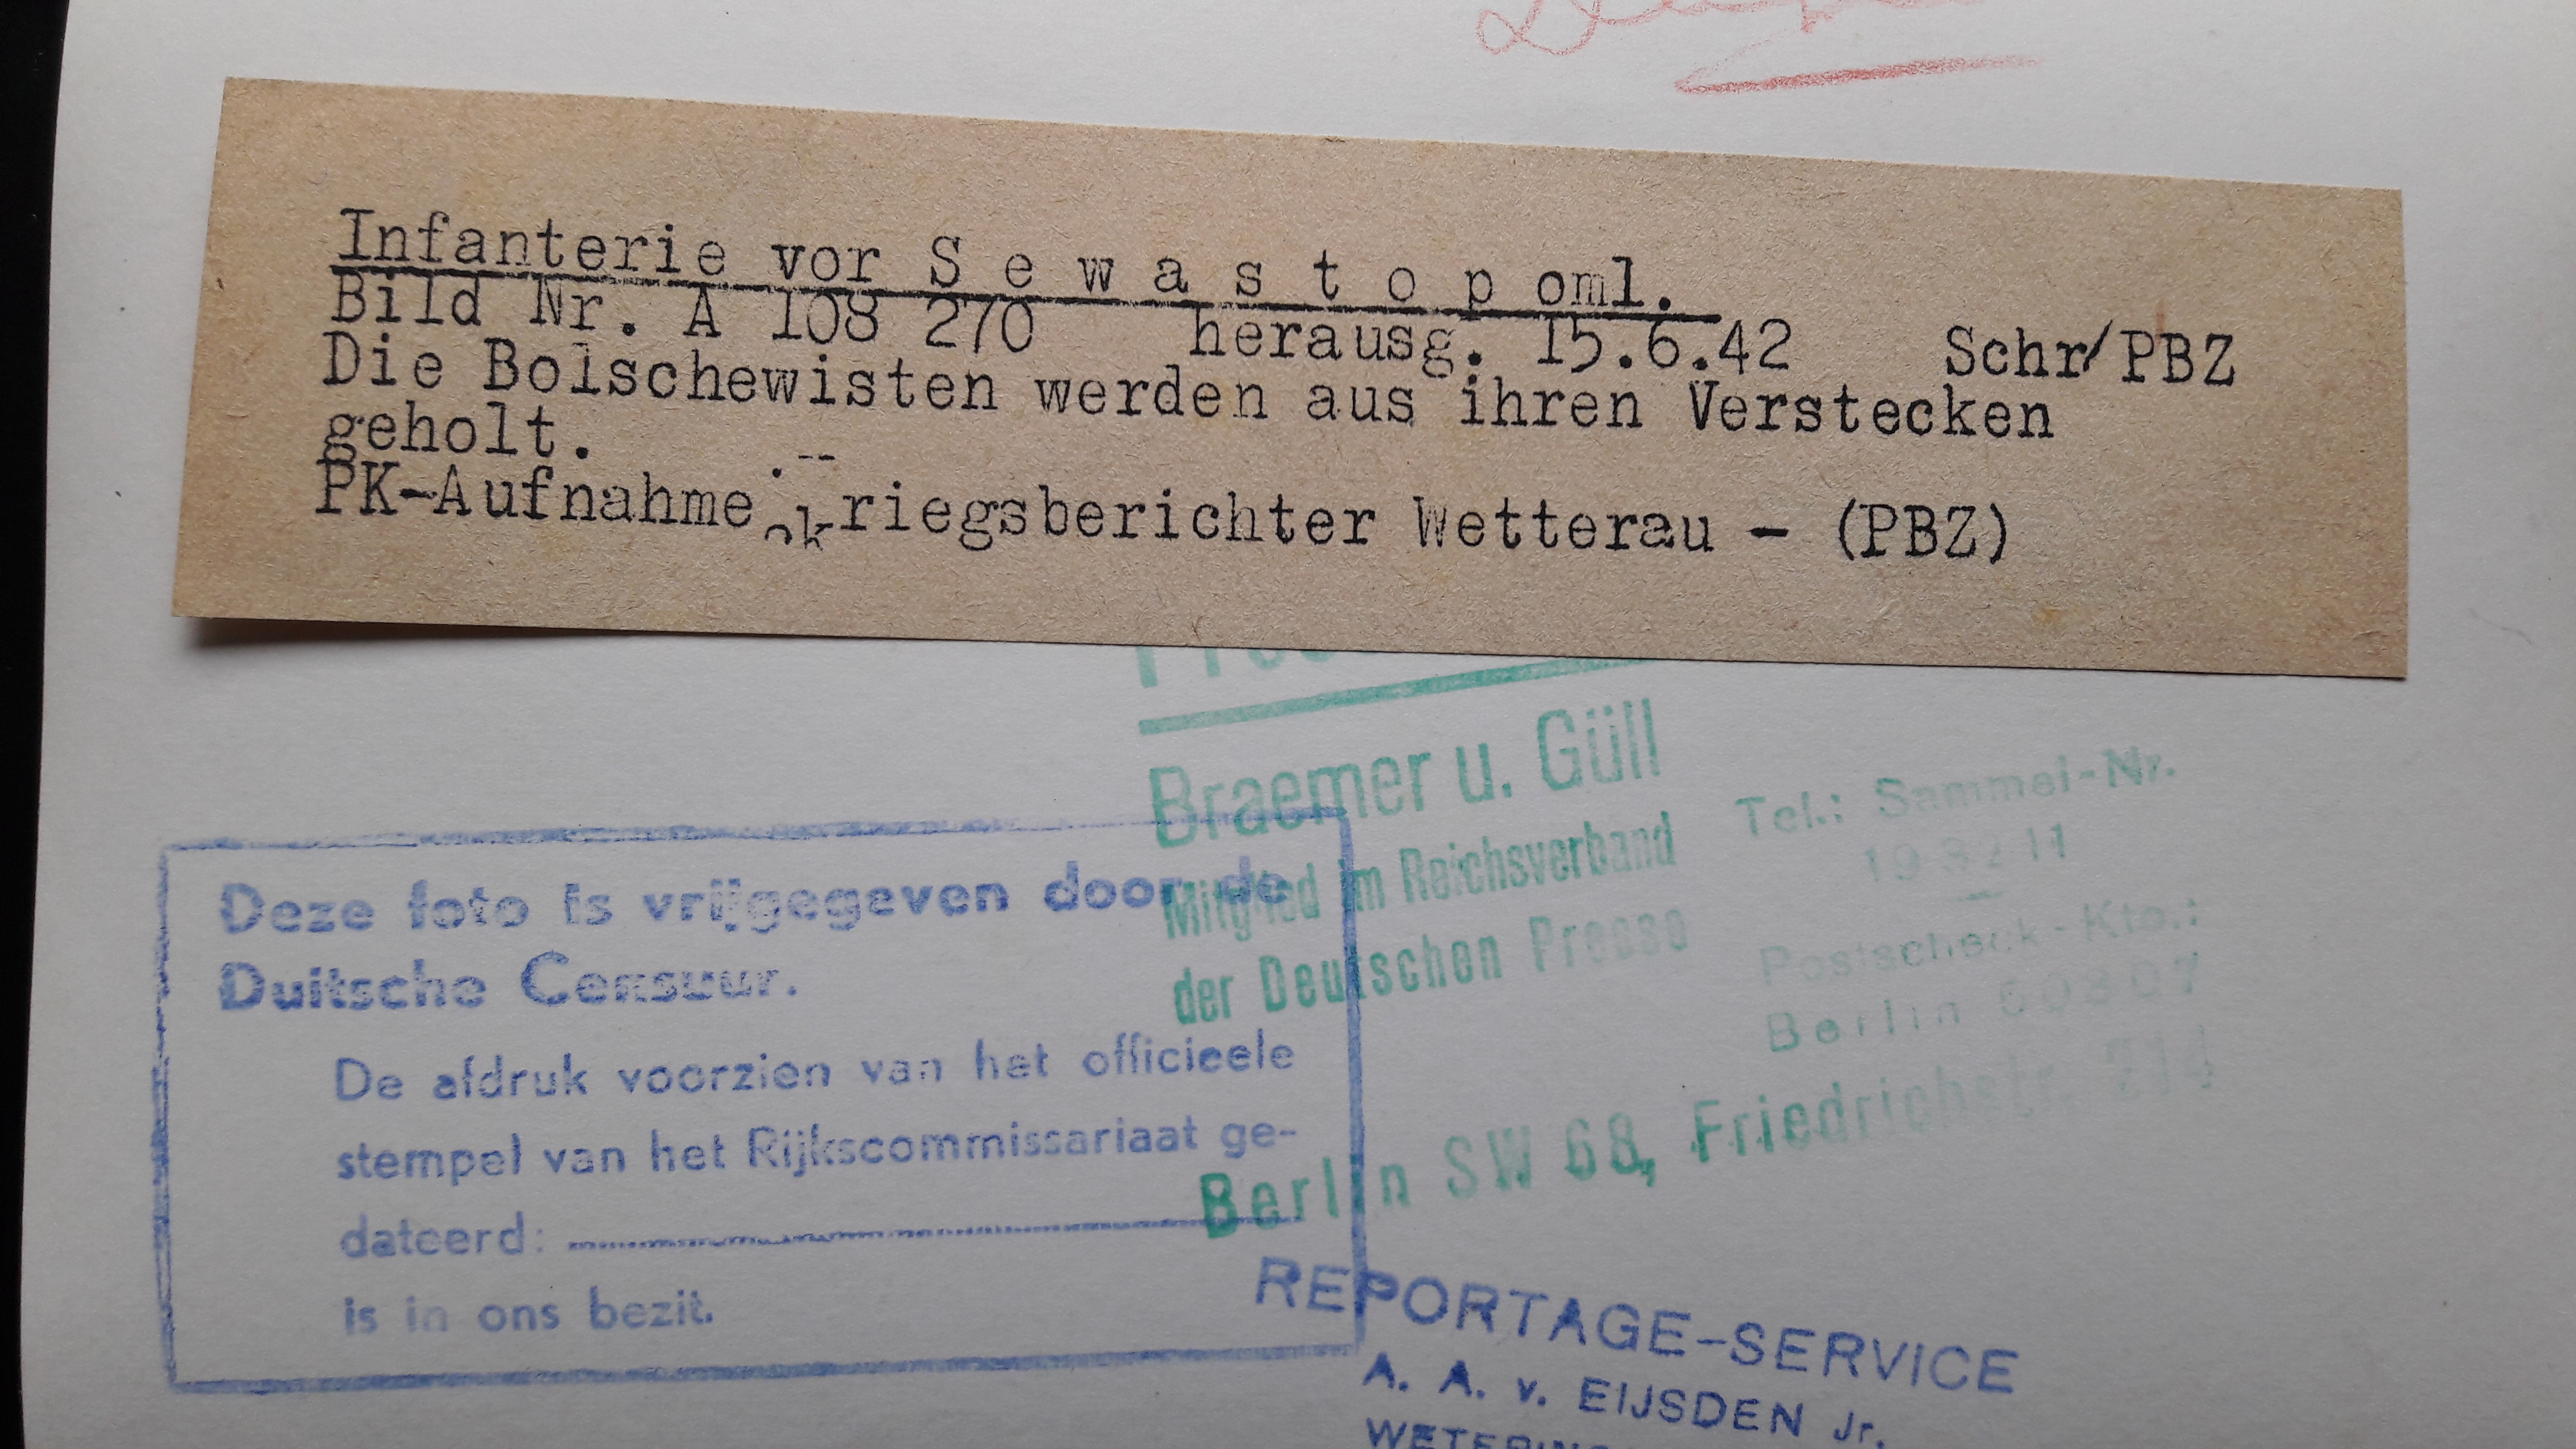 Infanterie vor S e w a s t o p oml.
Bild Nr. A 108 270 herausg. 15.6.42 Schr/PBZ
Die Bolschewisten werden aus ihren Verstecken
geholt. .--
PK-Aufnahme: kriegsberichter Wetterau - (PBZ)
Braemer u. Güll
Mitglied im Reichsverband
der Deutschen Presse
Tel.: Sammel-Nr.
Postscheck-Kto.:
Berlin
Berlin SW 68, Friedrichstr.
Deze foto is vrijgegeven door de
Duitsche Censuur.
De afdruk voorzien van het officieele
stempel van het Rijkscommissariaat ge-
dateerd:
is in ons bezit.
REPORTAGE-SERVICE
A. A. v. EIJSDEN Jr.